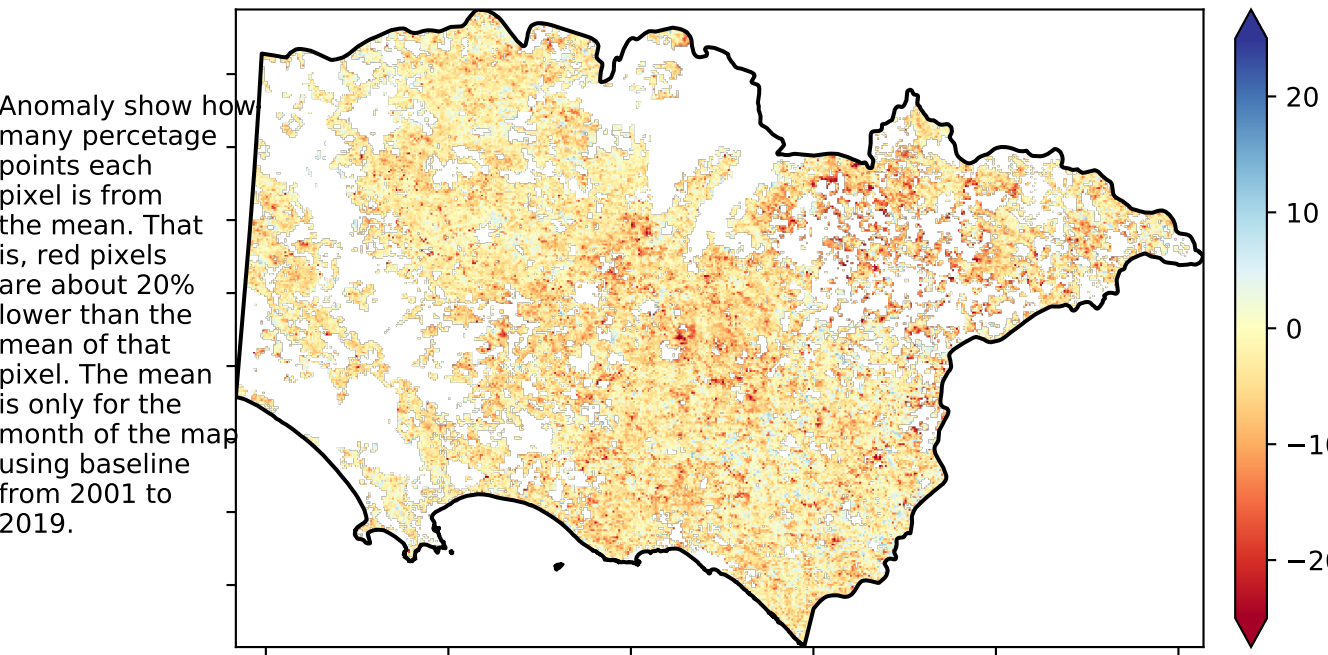 Anomaly show how
many percetage
points each
pixel is from
the mean. That
is, red pixels
are about 20%
lower than the
mean of that
pixel. The mean
is only for the
month of the map
using baseline
from 2001 to
2019.
20
10
0
−10
−20